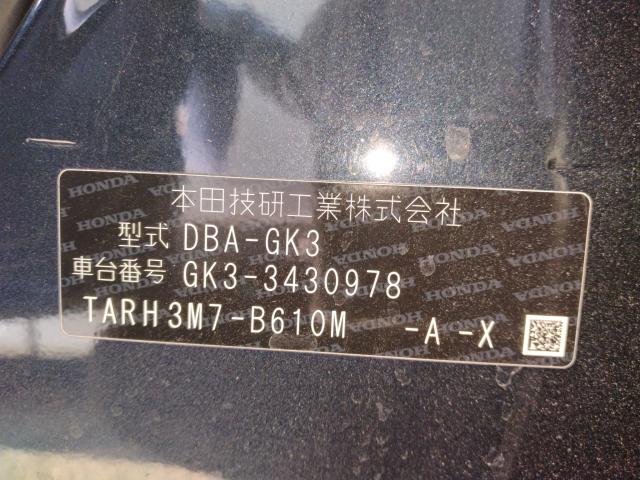 本田技研工業株式会社
型式 DBA-GK3
車台番号 GK3-3430978
TARH3M7-B610M -A -X